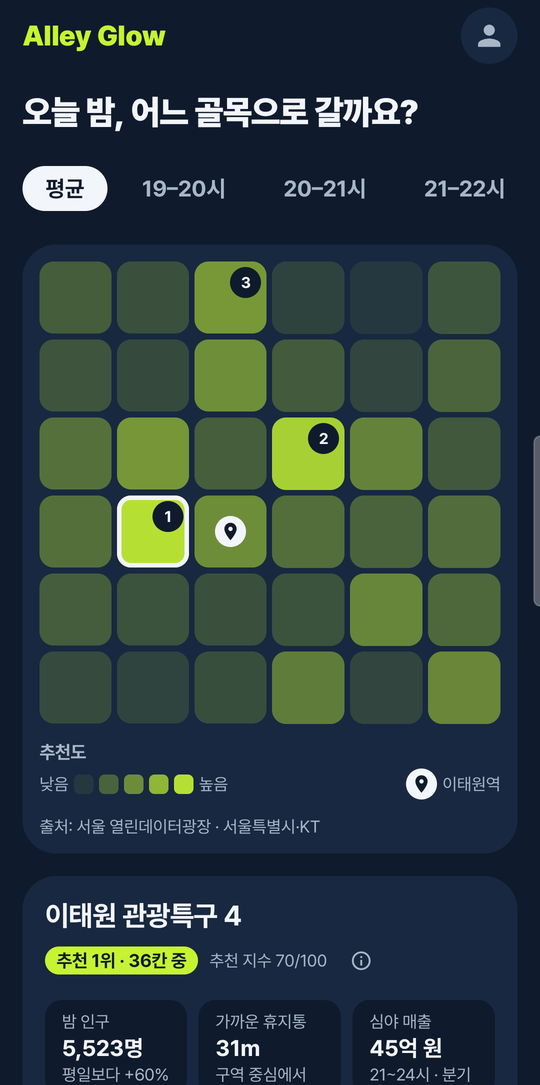 Alley Glow
오늘 밤, 어느 골목으로 갈까요?
평균 19–20시 20–21시 21–22시
3
2
1
추천도
낮음 높음 이태원역
출처: 서울 열린데이터광장 · 서울특별시·KT
이태원 관광특구 4
추천 1위 · 36칸 중 추천 지수 70/100
밤 인구 가까운 휴지통 심야 매출
5,523명 31m 45억 원
평일보다 +60% 구역 중심에서 21~24시 · 분기